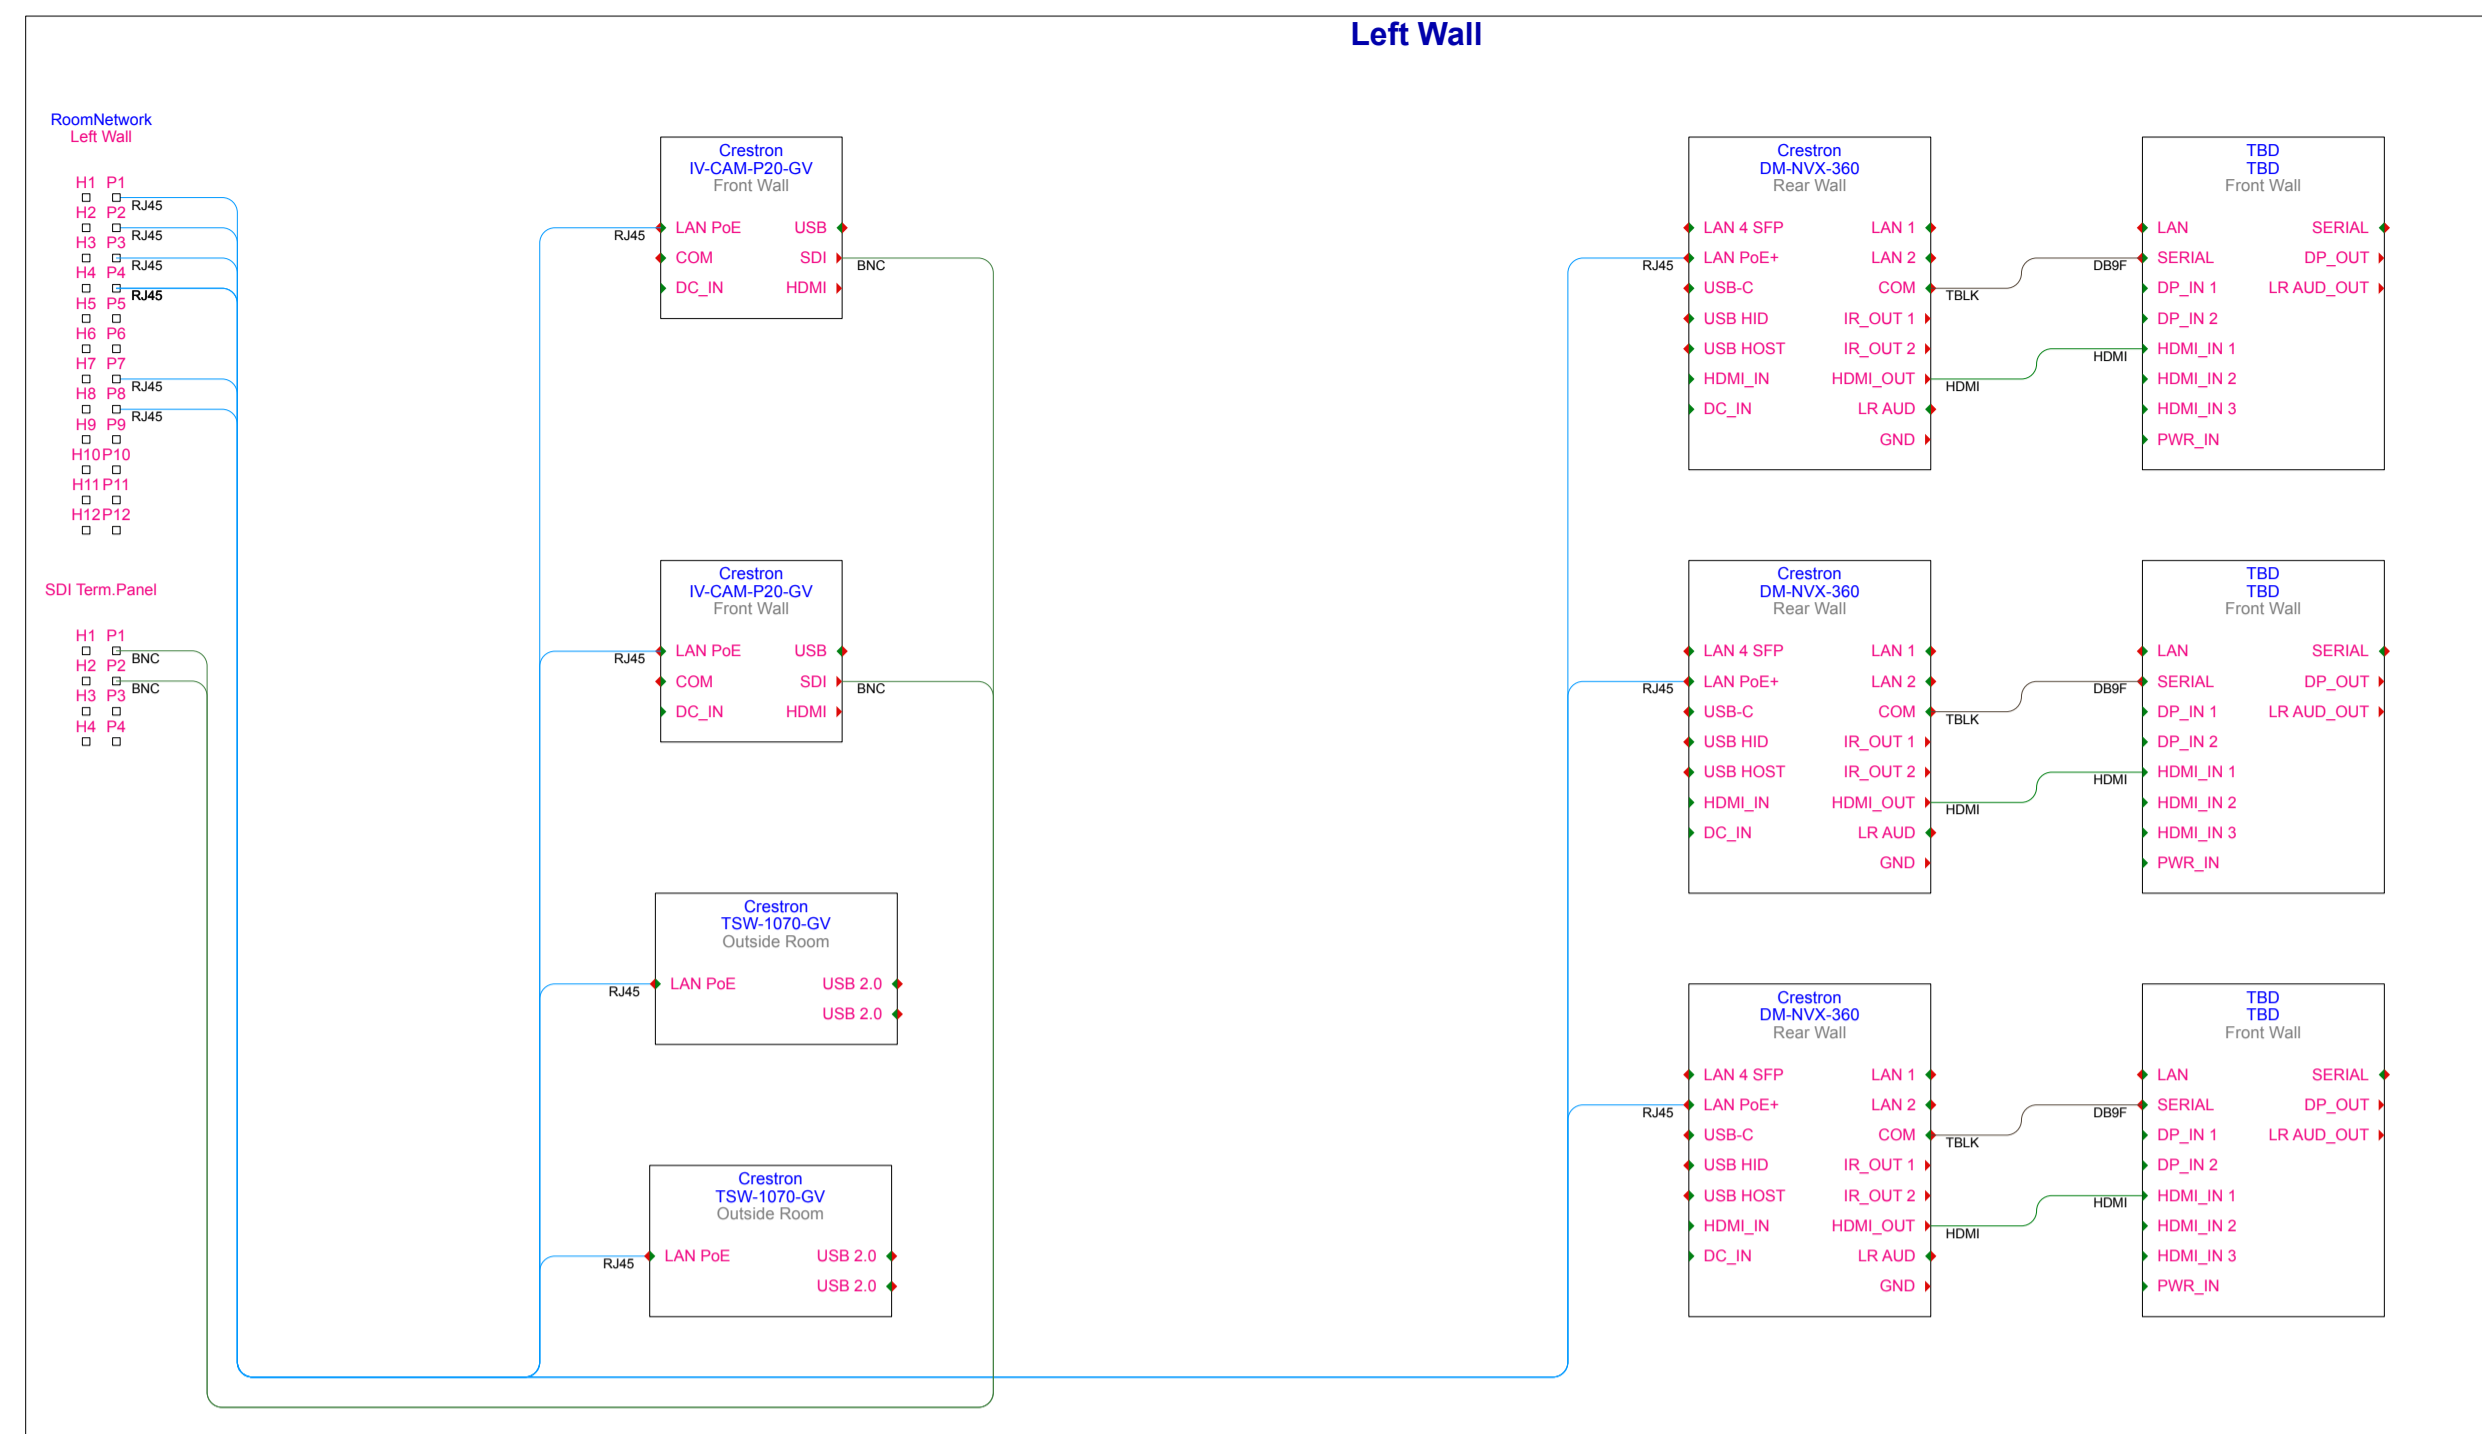 Left Wall
RoomNetwork
Left Wall
H1 P1
RJ45
H2 P2
RJ45
H3 P3
RJ45
H4 P4
RJ45
H5 P5
H6 P6
H7 P7
RJ45
H8 P8
RJ45
H9 P9
H10 P10
H11 P11
H12 P12
SDI Term.Panel
H1 P1
BNC
H2 P2
BNC
H3 P3
H4 P4
Crestron
IV-CAM-P20-GV
Front Wall
RJ45
LAN PoE USB
COM SDI
BNC
DC_IN HDMI
Crestron
IV-CAM-P20-GV
Front Wall
RJ45
LAN PoE USB
COM SDI
BNC
DC_IN HDMI
Crestron
TSW-1070-GV
Outside Room
RJ45
LAN PoE USB 2.0
USB 2.0
Crestron
TSW-1070-GV
Outside Room
RJ45
LAN PoE USB 2.0
USB 2.0
Crestron
DM-NVX-360
Rear Wall
LAN 4 SFP LAN 1
RJ45
LAN PoE+ LAN 2
USB-C COM
TBLK
USB HID IR_OUT 1
USB HOST IR_OUT 2
HDMI_IN HDMI_OUT
HDMI
DC_IN LR AUD
GND
TBD
TBD
Front Wall
LAN SERIAL
DB9F
SERIAL DP_OUT
DP_IN 1 LR AUD_OUT
DP_IN 2
HDMI
HDMI_IN 1
HDMI_IN 2
HDMI_IN 3
PWR_IN
Crestron
DM-NVX-360
Rear Wall
LAN 4 SFP LAN 1
RJ45
LAN PoE+ LAN 2
USB-C COM
TBLK
USB HID IR_OUT 1
USB HOST IR_OUT 2
HDMI_IN HDMI_OUT
HDMI
DC_IN LR AUD
GND
TBD
TBD
Front Wall
LAN SERIAL
DB9F
SERIAL DP_OUT
DP_IN 1 LR AUD_OUT
DP_IN 2
HDMI
HDMI_IN 1
HDMI_IN 2
HDMI_IN 3
PWR_IN
Crestron
DM-NVX-360
Rear Wall
LAN 4 SFP LAN 1
RJ45
LAN PoE+ LAN 2
USB-C COM
TBLK
USB HID IR_OUT 1
USB HOST IR_OUT 2
HDMI_IN HDMI_OUT
HDMI
DC_IN LR AUD
GND
TBD
TBD
Front Wall
LAN SERIAL
DB9F
SERIAL DP_OUT
DP_IN 1 LR AUD_OUT
DP_IN 2
HDMI
HDMI_IN 1
HDMI_IN 2
HDMI_IN 3
PWR_IN